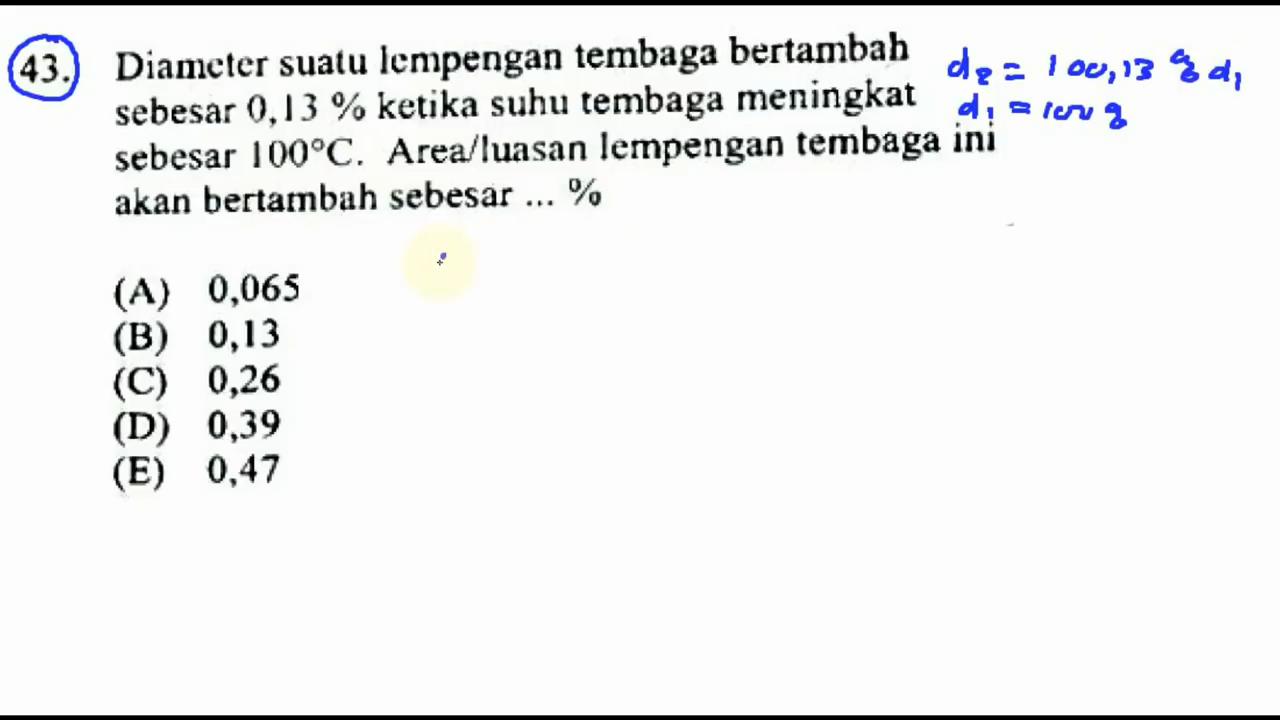 43. Diameter suatu lempengan tembaga bertambah
sebesar 0,13 % ketika suhu tembaga meningkat
sebesar 100°C. Area/luasan lempengan tembaga ini
akan bertambah sebesar ... %
d₂ = 100,13 % d₁
d₁ = 100 %
(A) 0,065
(B) 0,13
(C) 0,26
(D) 0,39
(E) 0,47